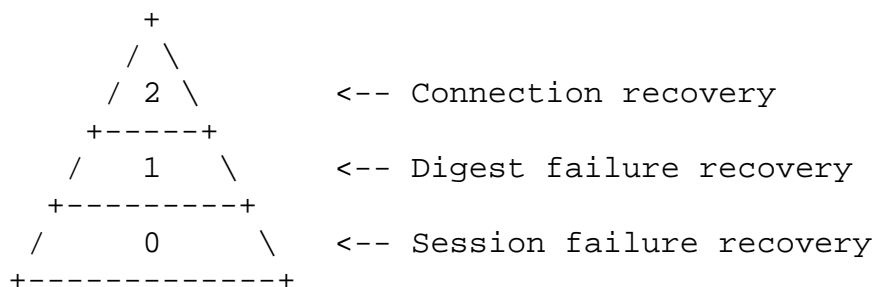 +
/ \
/ 2 \ <-- Connection recovery
+-----+
/ 1 \ <-- Digest failure recovery
+---------+
/ 0 \ <-- Session failure recovery
+-------------+